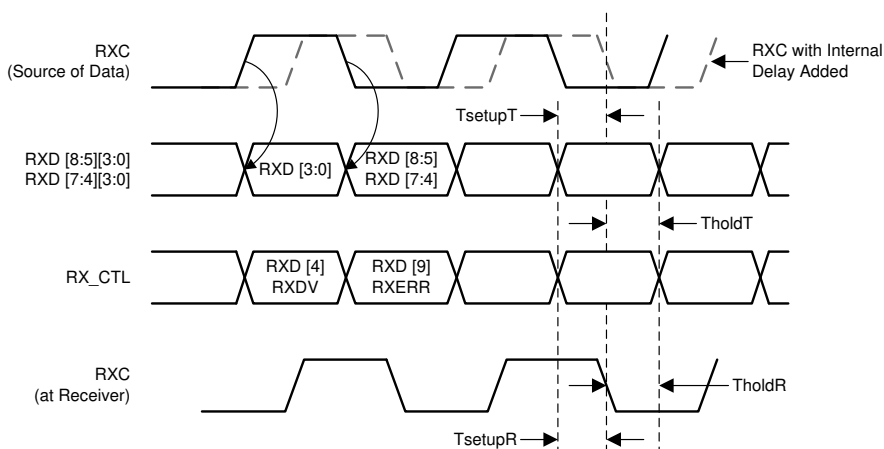 RXC
(Source of Data)
RXC with Internal
Delay Added
TsetupT
RXD [8:5][3:0]
RXD [7:4][3:0]
RXD [3:0]
RXD [8:5]
RXD [7:4]
TholdT
RX_CTL
RXD [4]
RXDV
RXD [9]
RXERR
RXC
(at Receiver)
TholdR
TsetupR